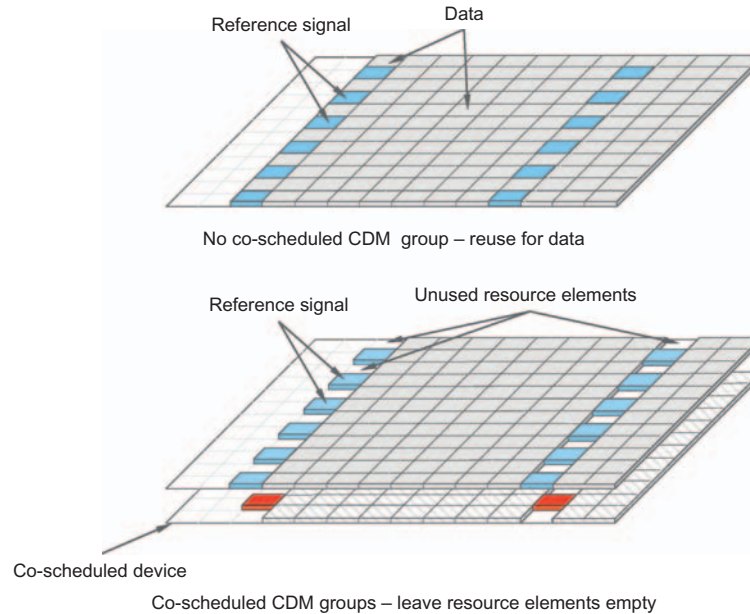 Data
Reference signal
No co-scheduled CDM group – reuse for data
Unused resource elements
Reference signal
Co-scheduled device
Co-scheduled CDM groups – leave resource elements empty